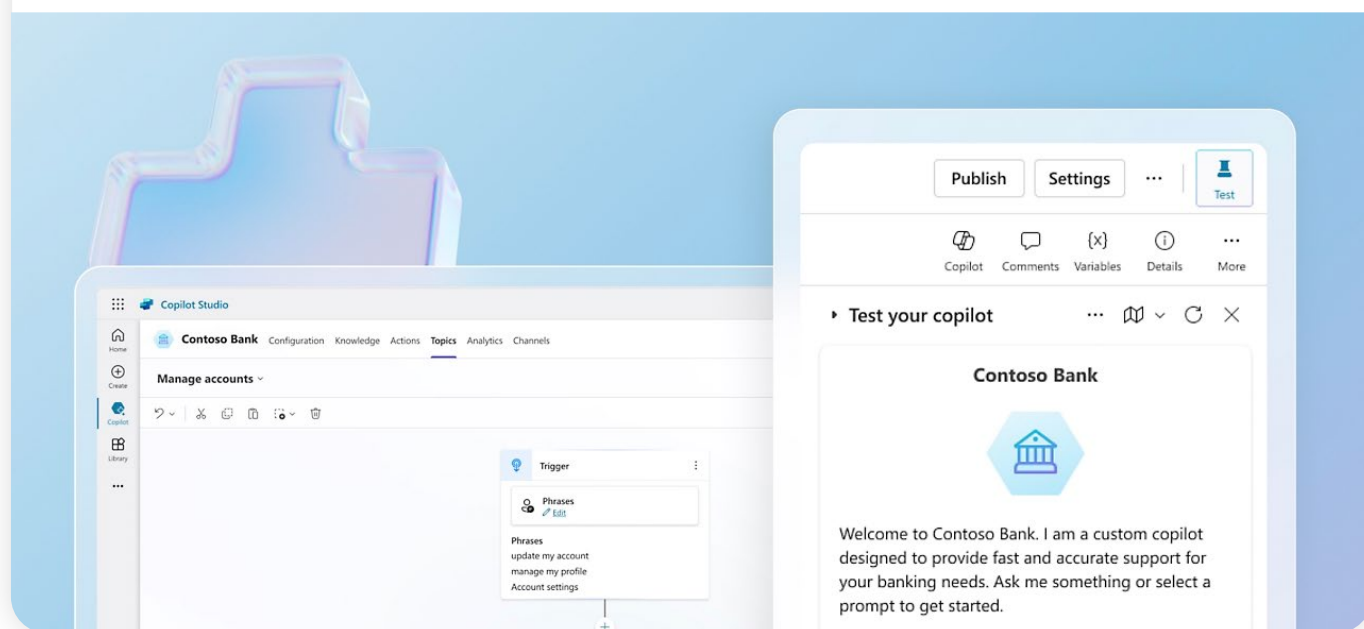 Copilot Studio
Home
Create
Copilot
Library
Contoso Bank Configuration Knowledge Actions Topics Analytics Channels
Manage accounts
Trigger
Phrases
Edit
Phrases
update my account
manage my profile
Account settings
Publish Settings Test
Copilot Comments {x} Variables Details More
Test your copilot
Contoso Bank
Welcome to Contoso Bank. I am a custom copilot
designed to provide fast and accurate support for
your banking needs. Ask me something or select a
prompt to get started.